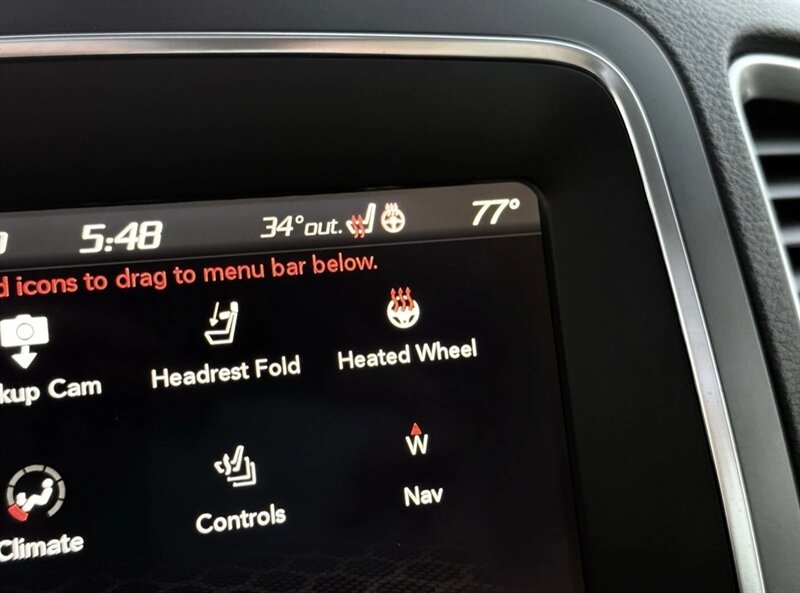 5:48 34°out. 77°
icons to drag to menu bar below.
Cam Headrest Fold Heated Wheel
W
Climate Controls Nav